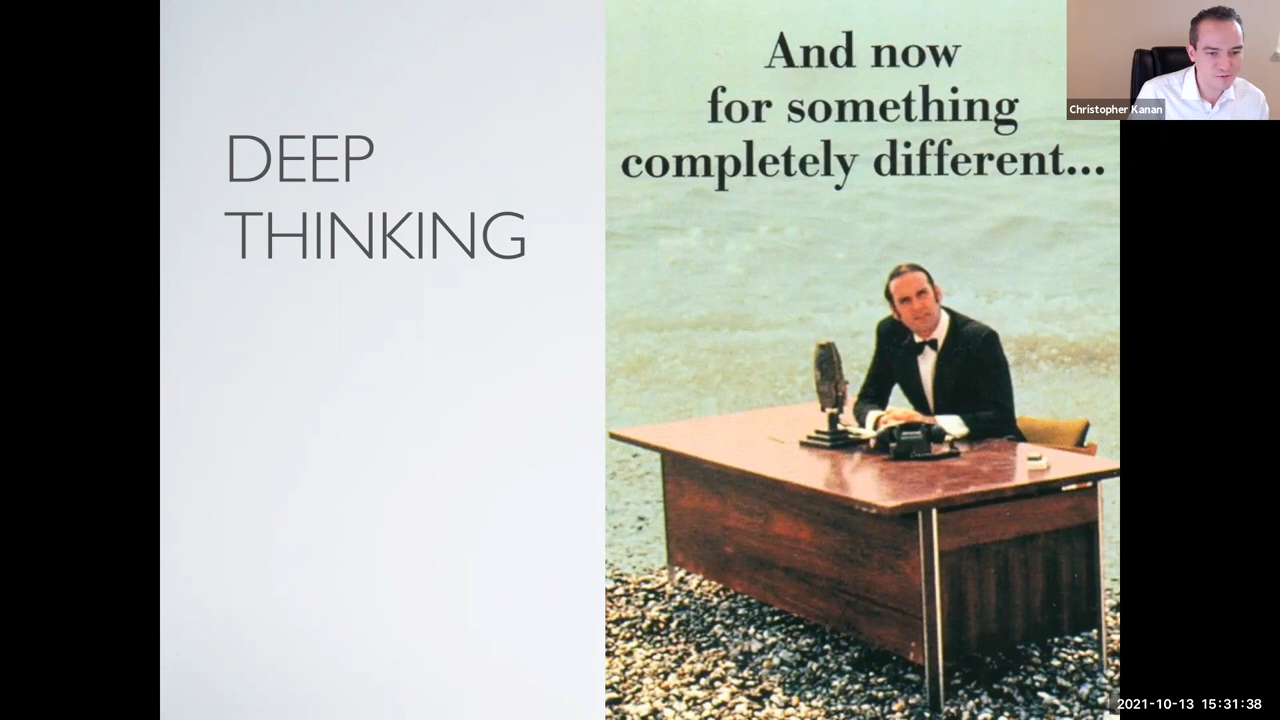 DEEP
THINKING
And now
for something
completely different...
Christopher Kanan
2021-10-13 15:31:38